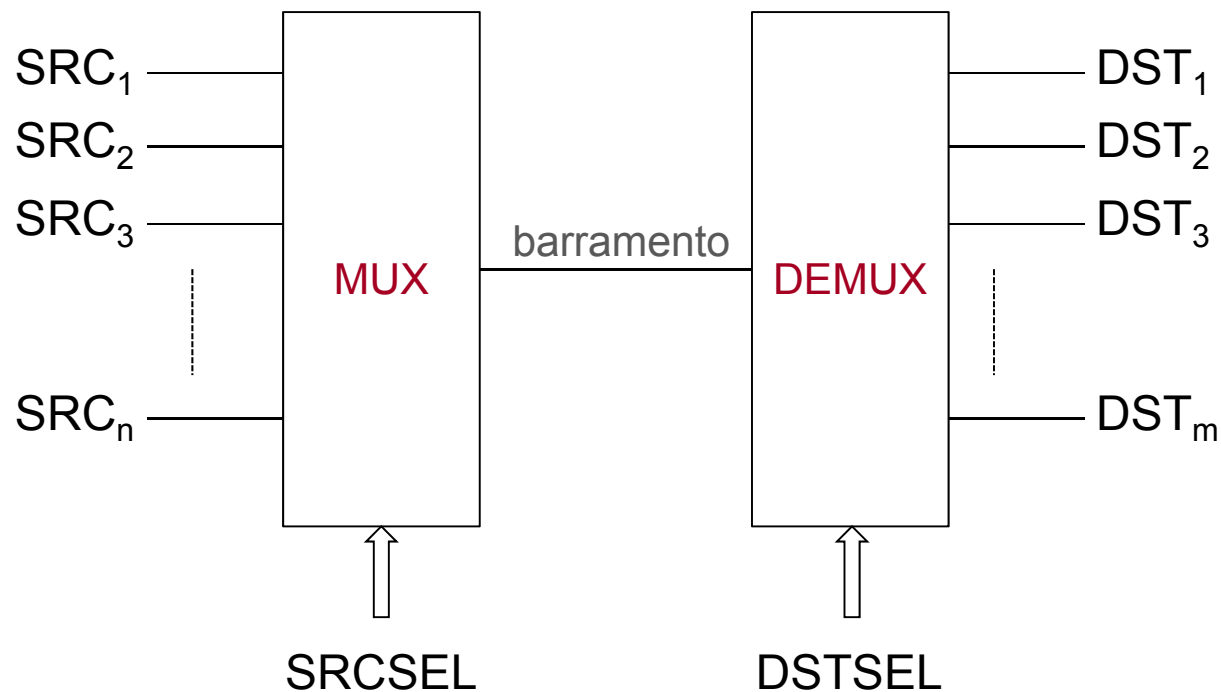 SRC₁
SRC₂
SRC₃
SRCₙ
MUX
barramento
DEMUX
DST₁
DST₂
DST₃
DSTₘ
SRCSEL
DSTSEL